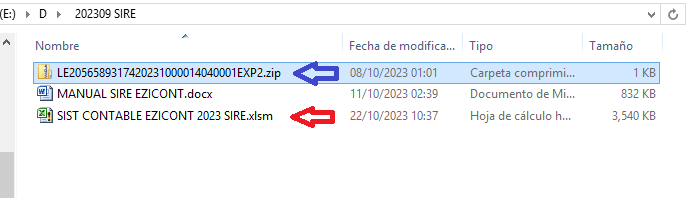 (E:) D 202309 SIRE
Nombre Fecha de modifica... Tipo Tamaño
LE2056589317420231000014040001EXP2.zip 08/10/2023 01:01 Carpeta comprimi... 1 KB
MANUAL SIRE EZICONT.docx 11/10/2023 02:39 Documento de Mi... 832 KB
SIST CONTABLE EZICONT 2023 SIRE.xlsm 22/10/2023 10:37 Hoja de cálculo h... 3,540 KB